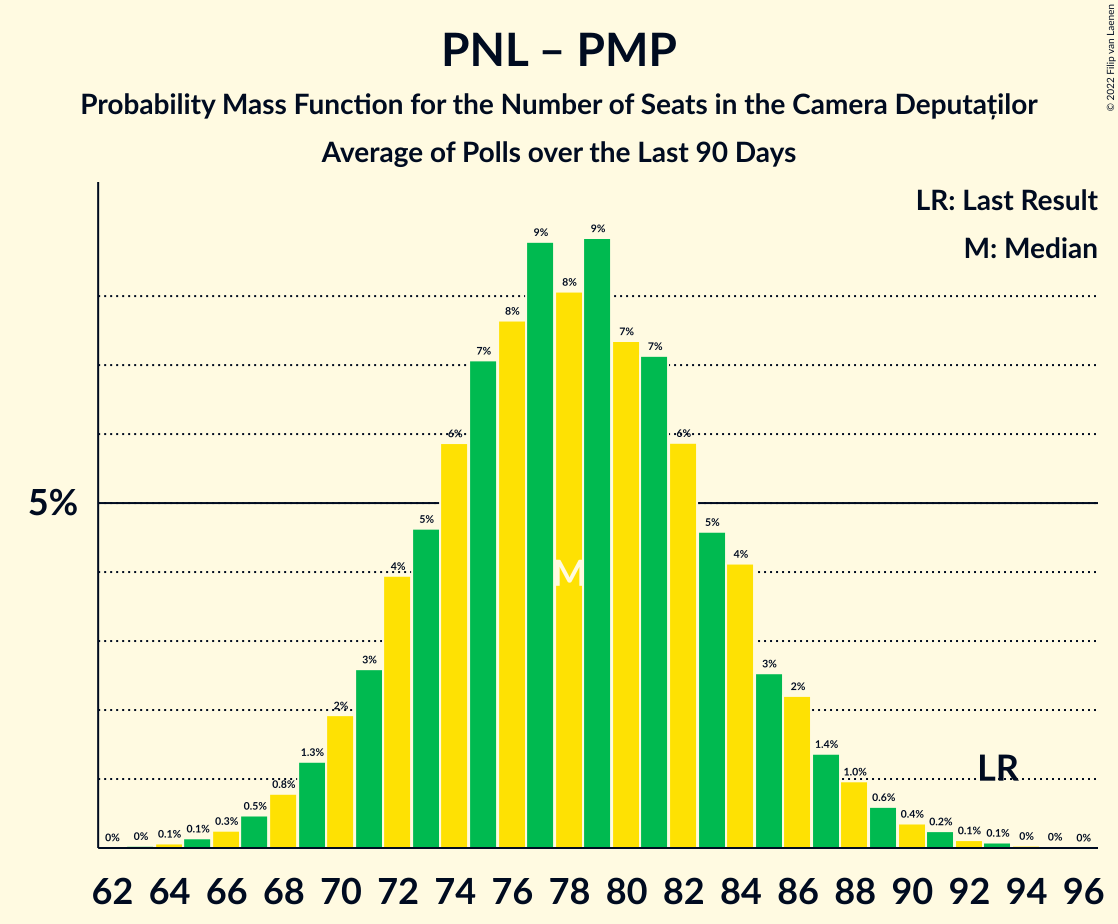 PNL – PMP
Probability Mass Function for the Number of Seats in the Camera Deputaților
Average of Polls over the Last 90 Days
© 2022 Filip van Laenen
LR: Last Result
M: Median
5%
0% 0% 0.1% 0.1% 0.3% 0.5% 0.8% 1.3% 2% 3% 4% 5% 6% 7% 8% 9% 8% 9% 7% 7% 6% 5% 4% 3% 2% 1.4% 1.0% 0.6% 0.4% 0.2% 0.1% 0.1% 0% 0% 0%
M
LR
62 64 66 68 70 72 74 76 78 80 82 84 86 88 90 92 94 96